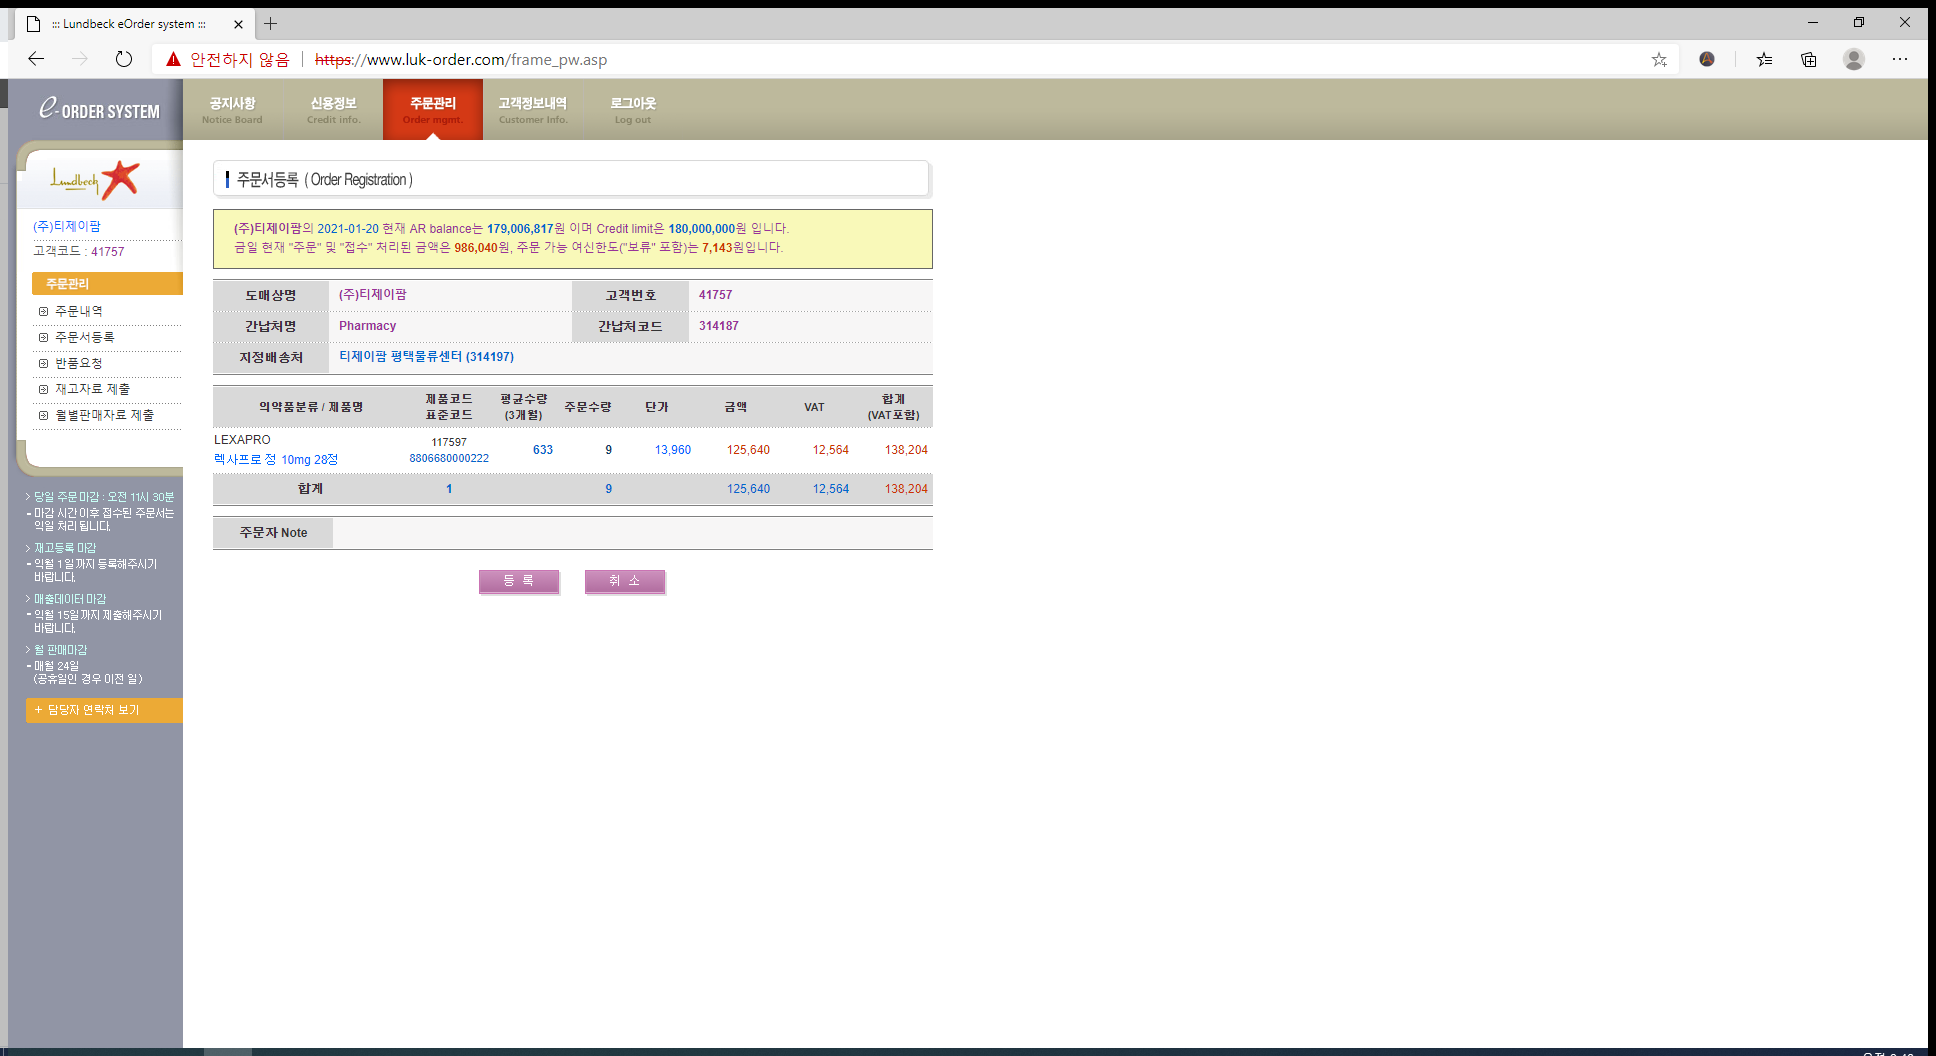 ::: Lundbeck eOrder system :::
안전하지 않음 https://www.luk-order.com/frame_pw.asp
e-ORDER SYSTEM
공지사항 신용정보 주문관리 고객정보내역 로그아웃
Notice Board Credit info. Order mgmt. Customer Info. Log out
Lundbeck
(주)티제이팜
고객코드 : 41757
주문관리
주문내역
주문서등록
반품요청
재고자료 제출
월별판매자료 제출
> 당일 주문마감 : 오전 11시 30분
- 마감 시간이후 접수된 주문서는
익일 처리됩니다.
> 재고등록 마감
- 익월 1일까지 등록해주시기
바랍니다.
> 매출데이터 마감
- 익월 15일까지 제출해주시기
바랍니다.
> 월 판매마감
- 매월 24일
(공휴일인 경우 이전 일)
+ 담당자 연락처 보기
주문서등록 ( Order Registration )
(주)티제이팜의 2021-01-20 현재 AR balance는 179,006,817원 이며 Credit limit은 180,000,000원 입니다.
금일 현재 "주문" 및 "접수" 처리된 금액은 986,040원, 주문 가능 여신한도("보류" 포함)는 7,143원입니다.
도매상명 (주)티제이팜 고객번호 41757
간납처명 Pharmacy 간납처코드 314187
지정배송처 티제이팜 평택물류센터 (314197)
의약품분류 / 제품명 제품코드 표준코드 평균수량 (3개월) 주문수량 단가 금액 VAT 합계 (VAT포함)
LEXAPRO 117597
렉사프로 정 10mg 28정 8806680000222 633 9 13,960 125,640 12,564 138,204
합계 1 9 125,640 12,564 138,204
주문자 Note
등 록 취 소